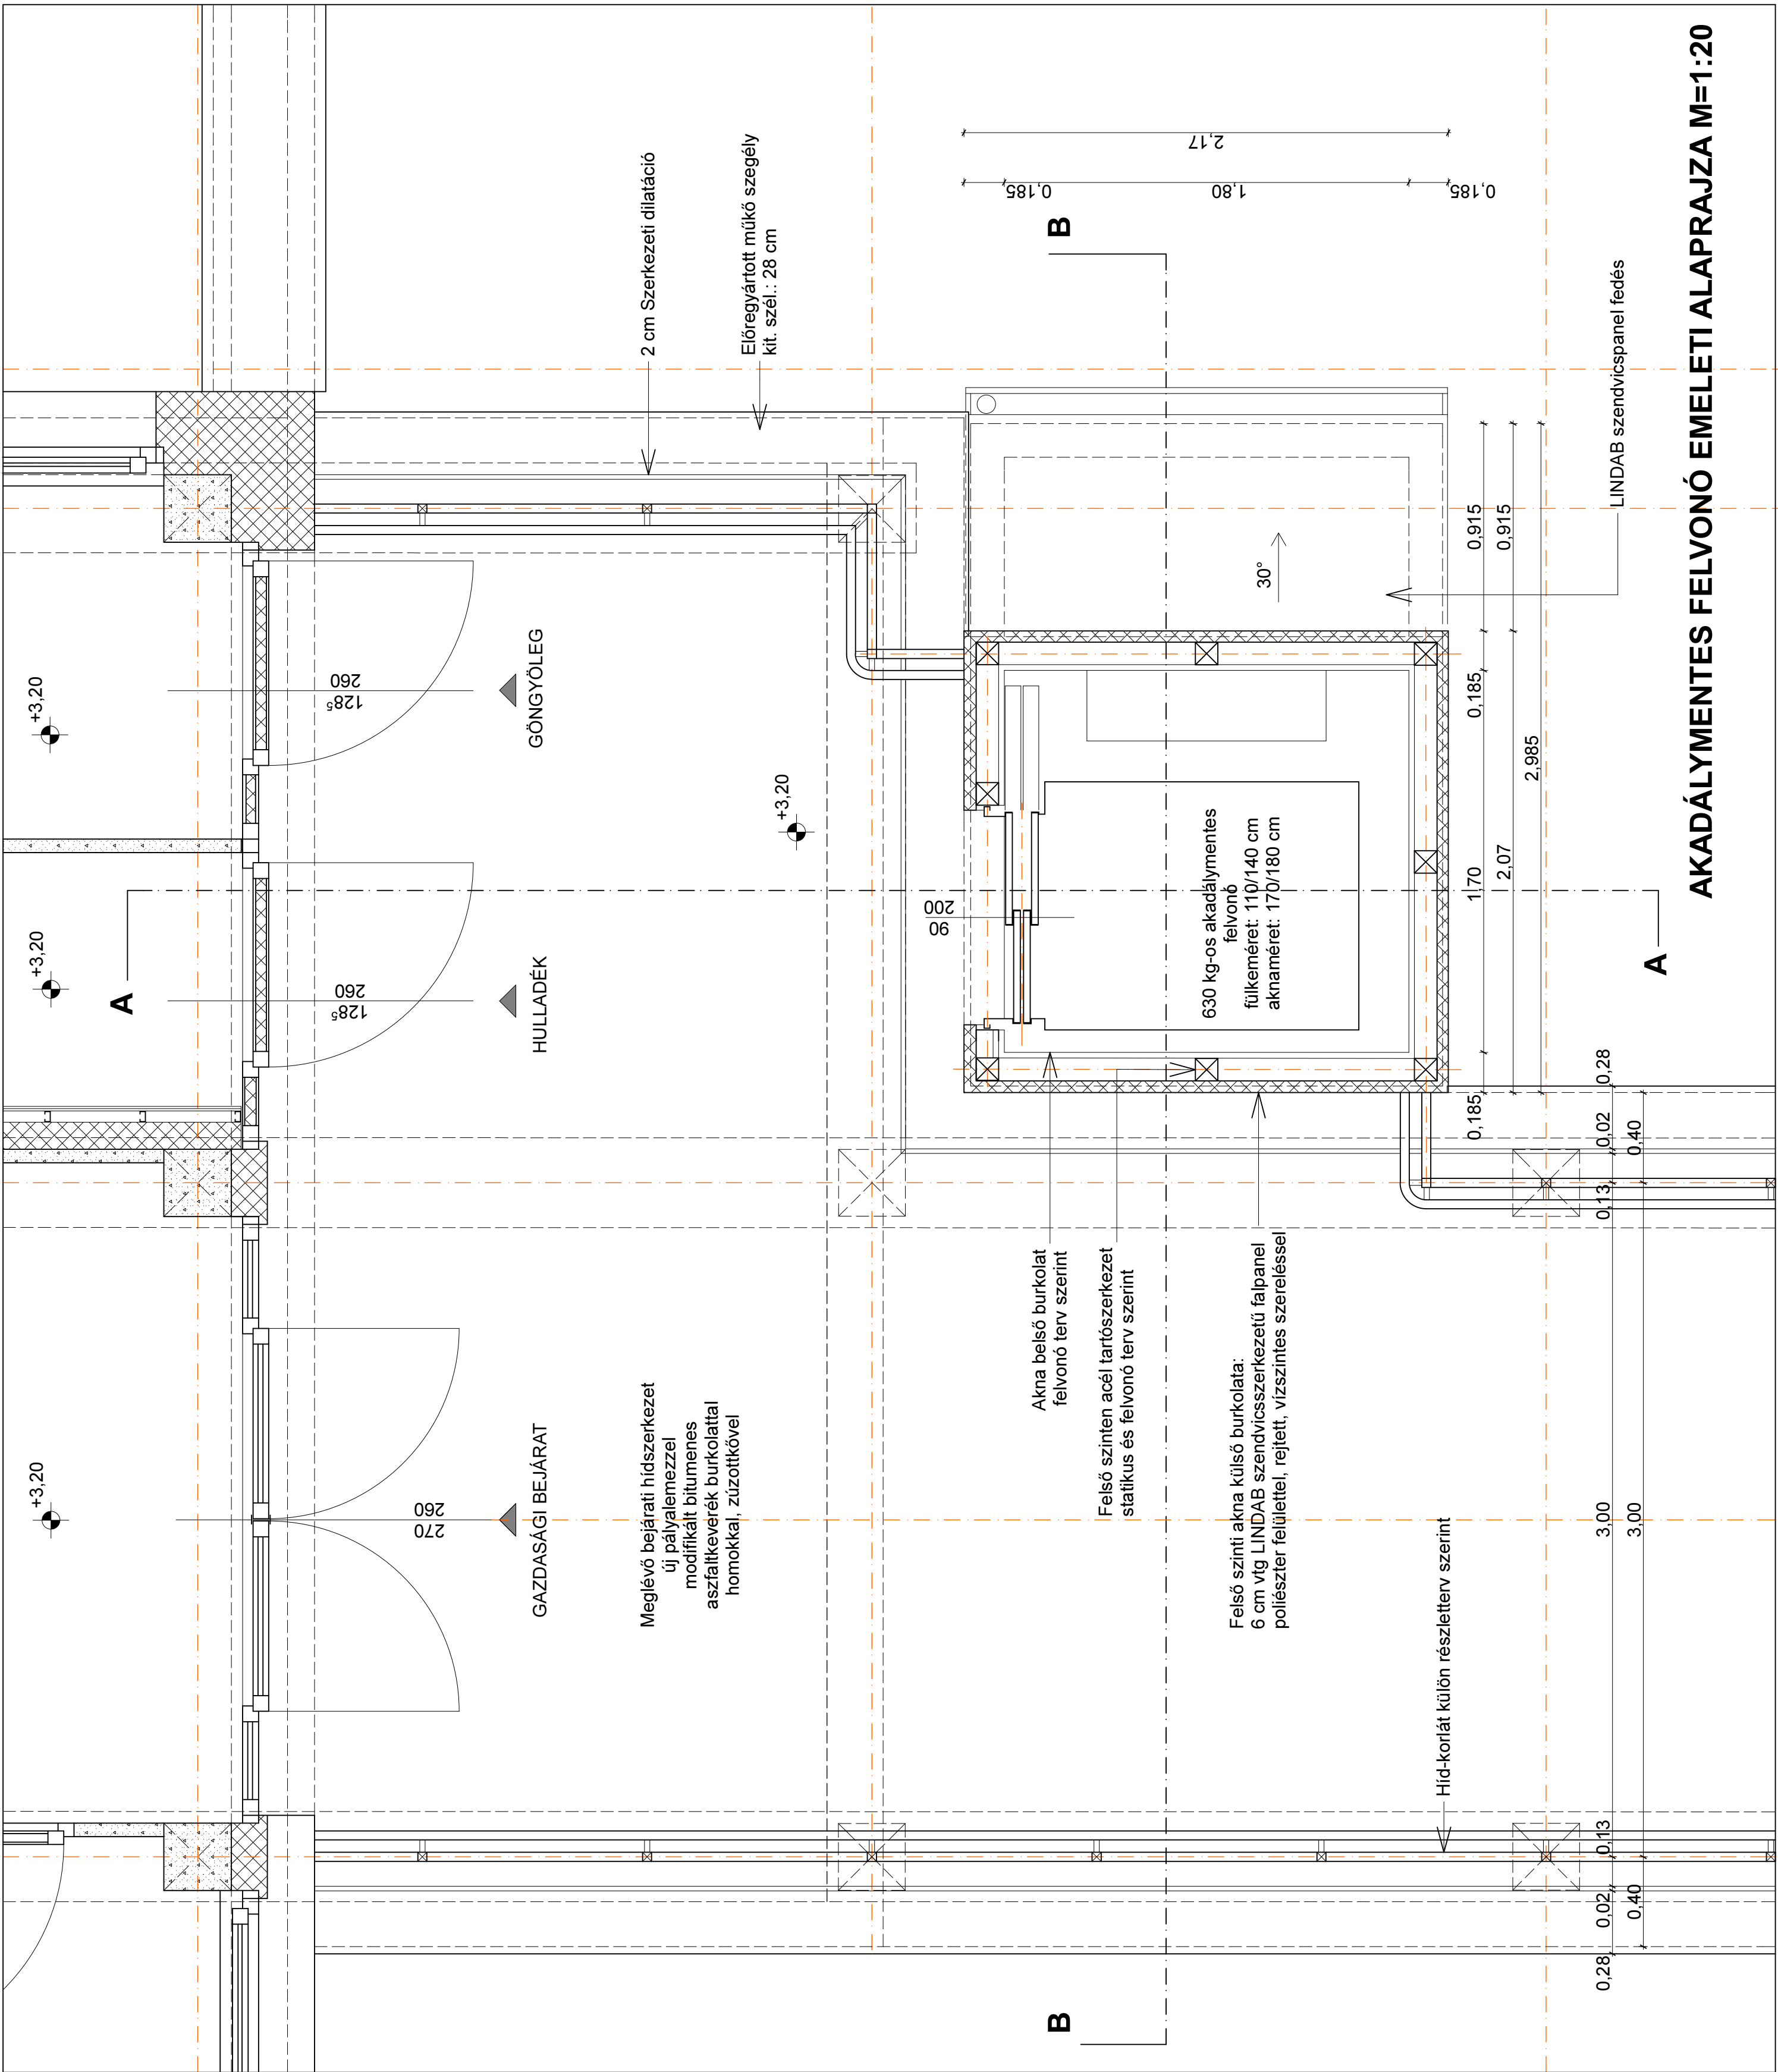 AKADÁLYMENTES FELVONÓ EMELETI ALAPRAJZA M=1:20
+3,20
+3,20
+3,20
+3,20
A
A
B
B
GAZDASÁGI BEJÁRAT
270
260
HULLADÉK
128⁵
260
GÖNGYÖLEG
128⁵
260
Meglévő bejárati hídszerkezet
új pályalemezzel
modifikált bitumenes
aszfaltkeverék burkolattal
homokkal, zúzottkővel
2 cm Szerkezeti dilatáció
Előregyártott műkő szegély
kit. szél.: 28 cm
90
200
630 kg-os akadálymentes
felvonó
fülkeméret: 110/140 cm
aknaméret: 170/180 cm
30°
Akna belső burkolat
felvonó terv szerint
Felső szinten acél tartószerkezet
statikus és felvonó terv szerint
Felső szinti akna külső burkolata:
6 cm vtg LINDAB szendvicsszerkezetű falpanel
poliészter felülettel, rejtett, vízszintes szereléssel
Híd-korlát külön részletterv szerint
LINDAB szendvicspanel fedés
0,185
1,80
0,185
2,17
0,185
1,70
0,185
0,915
2,07
0,915
2,985
0,28
0,02
0,13
3,00
0,13
0,02
0,28
0,40
3,00
0,40